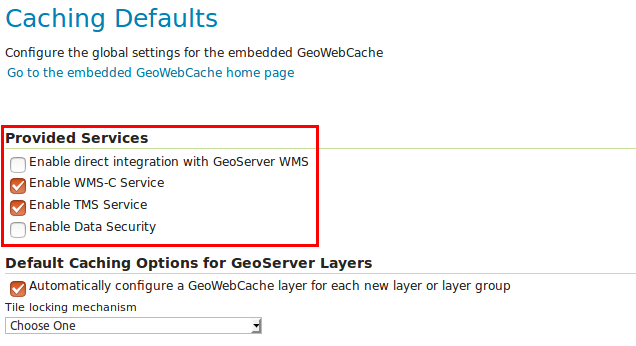 Caching Defaults
Configure the global settings for the embedded GeoWebCache
Go to the embedded GeoWebCache home page
Provided Services
Enable direct integration with GeoServer WMS
Enable WMS-C Service
Enable TMS Service
Enable Data Security
Default Caching Options for GeoServer Layers
Automatically configure a GeoWebCache layer for each new layer or layer group
Tile locking mechanism
Choose One